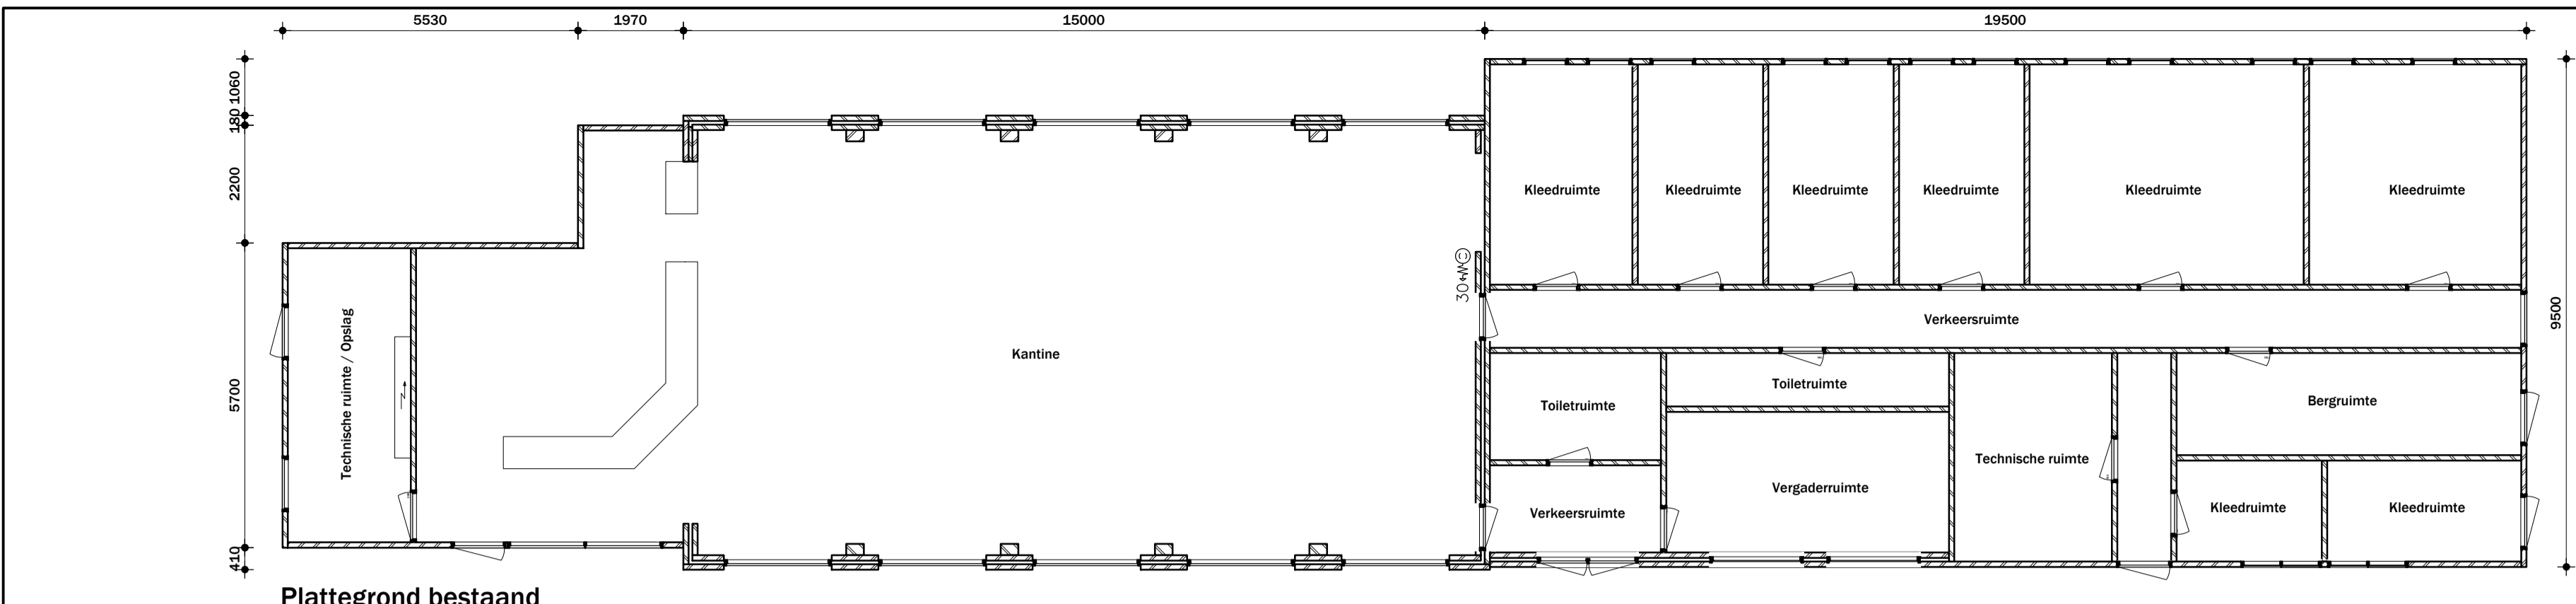 5530 1970 15000 19500
1060
180
2200
5700
410
9500
Kleedruimte Kleedruimte Kleedruimte Kleedruimte Kleedruimte Kleedruimte
30
Verkeersruimte
Technische ruimte / Opslag
Kantine
Toiletruimte
Toiletruimte
Bergruimte
Technische ruimte
Vergaderruimte
Verkeersruimte
Kleedruimte Kleedruimte
Plattegrond bestaand